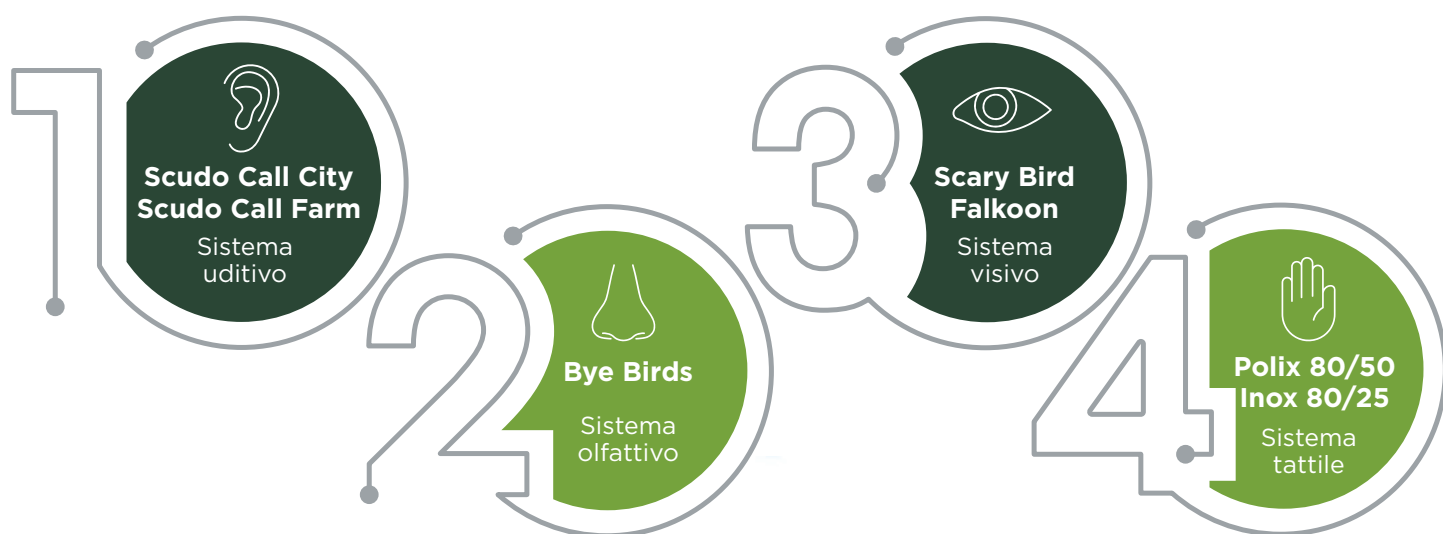 1
Scudo Call City
Scudo Call Farm
Sistema
uditivo
2
Bye Birds
Sistema
olfattivo
3
Scary Bird
Falkoon
Sistema
visivo
4
Polix 80/50
Inox 80/25
Sistema
tattile